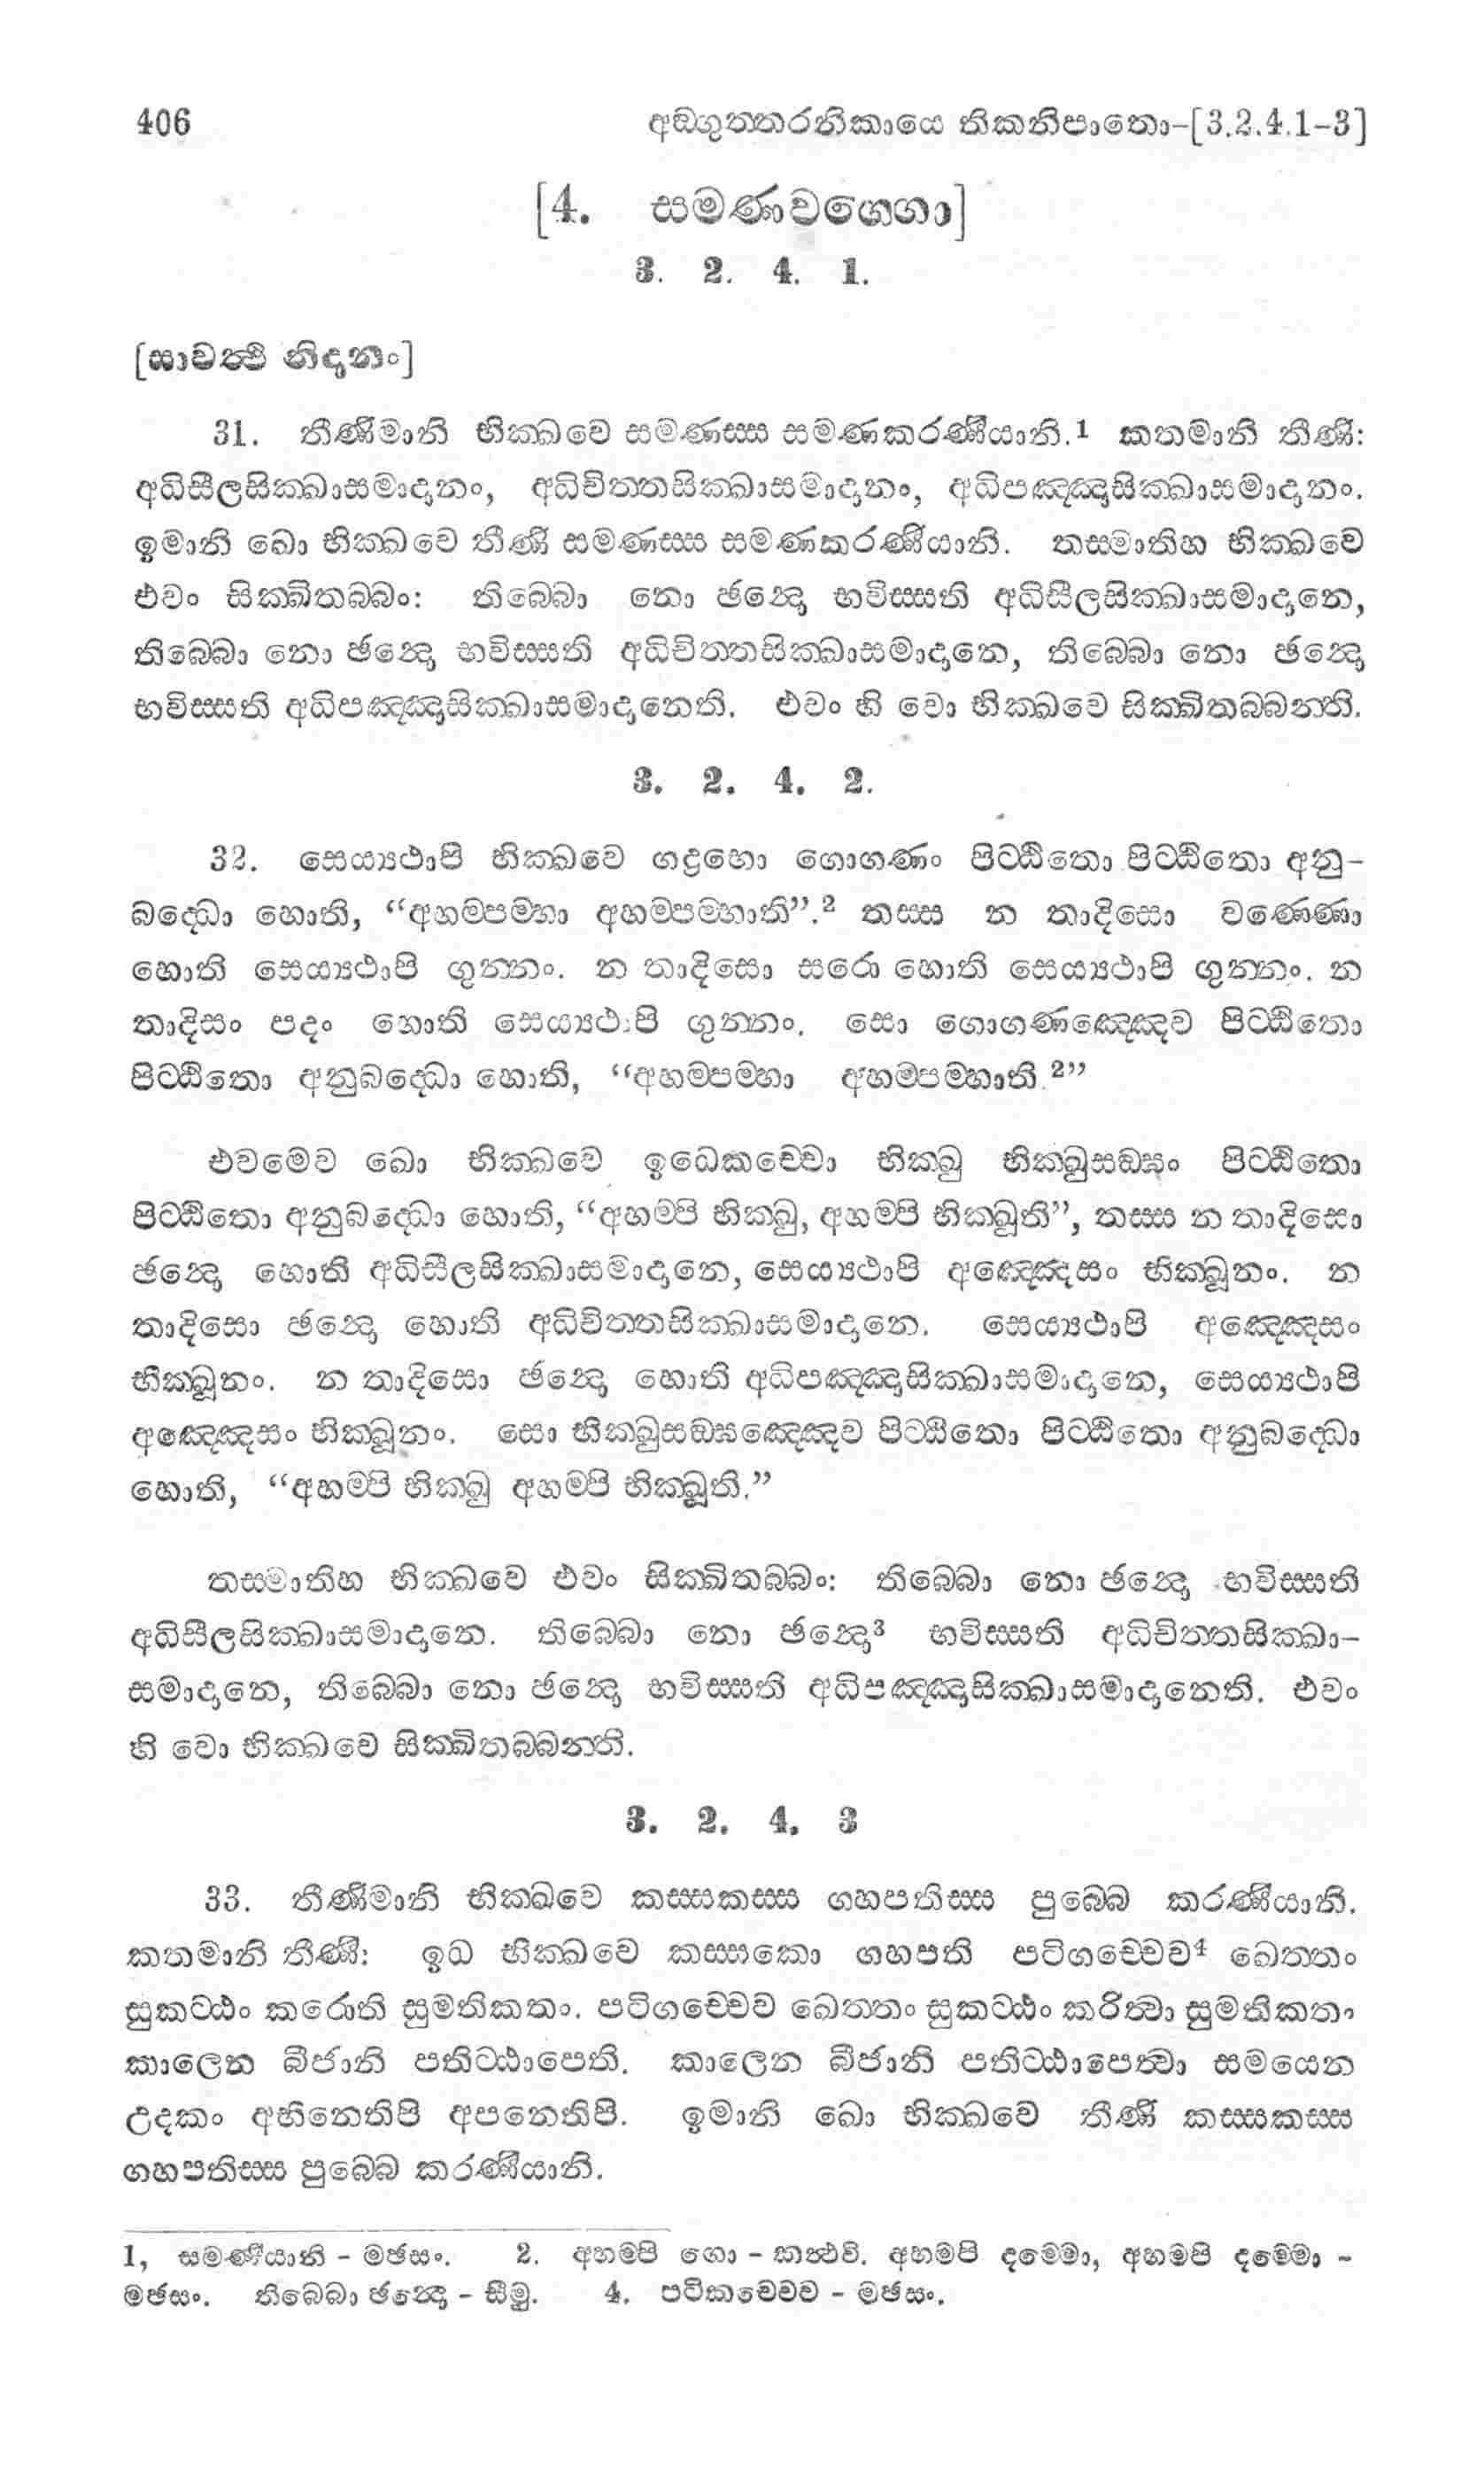 406 අඞ්ගුත්තරනිකායෙ තිකනිපාතො-[3.2.4.1-3]
[4. සමණවග්ගො]
3. 2. 4. 1.
[සාවත්ථි නිදානං]
31. තීණිමානි භික්ඛවෙ සමණස්ස සමණකරණීයානි.1 කතමානි තීණි:
අධිසීලසික්ඛාසමාදානං, අධිචිත්තසික්ඛාසමාදානං, අධිපඤ්ඤාසික්ඛාසමාදානං.
ඉමානි ඛො භික්ඛවෙ තීණි සමණස්ස සමණකරණීයානි. තස්මාතිහ භික්ඛවෙ
එවං සික්ඛිතබ්බං: තිබ්බො නො ඡන්දො භවිස්සති අධිසීලසික්ඛාසමාදානෙ,
තිබ්බො නො ඡන්දො භවිස්සති අධිචිත්තසික්ඛාසමාදානෙ, තිබ්බො නො ඡන්දො
භවිස්සති අධිපඤ්ඤාසික්ඛාසමාදානෙති. එවං හි වො භික්ඛවෙ සික්ඛිතබ්බන්ති.
3. 2. 4. 2.
32. සෙය්‍යථාපි භික්ඛවෙ ගද්‍රභො ගොගණං පිට්ඨිතො පිට්ඨිතො අනු-
බද්ධො හොති, “අහම්පම්හා අහම්පම්හාති”.2 තස්ස න තාදිසො වණ්ණො
හොති සෙය්‍යථාපි ගුන්නං. න තාදිසො සරො හොති සෙය්‍යථාපි ගුන්නං. න
තාදිසං පදං හොති සෙය්‍යථාපි ගුන්නං. සො ගොගණඤ්ඤෙව පිට්ඨිතො
පිට්ඨිතො අනුබද්ධො හොති, “අහම්පම්හා අහම්පම්හාති.2”
එවමෙව ඛො භික්ඛවෙ ඉධෙකච්චො භික්ඛු භික්ඛුසඞ්ඝං පිට්ඨිතො
පිට්ඨිතො අනුබද්ධො හොති, “අහම්පි භික්ඛු, අහම්පි භික්ඛූති”, තස්ස න තාදිසො
ඡන්දො හොති අධිසීලසික්ඛාසමාදානෙ, සෙය්‍යථාපි අඤ්ඤෙසං භික්ඛූනං. න
තාදිසො ඡන්දො හොති අධිචිත්තසික්ඛාසමාදානෙ. සෙය්‍යථාපි අඤ්ඤෙසං
භික්ඛූනං. න තාදිසො ඡන්දො හොති අධිපඤ්ඤාසික්ඛාසමාදානෙ, සෙය්‍යථාපි
අඤ්ඤෙසං භික්ඛූනං. සො භික්ඛුසඞ්ඝඤ්ඤෙව පිට්ඨිතො පිට්ඨිතො අනුබද්ධො
හොති, “අහම්පි භික්ඛු අහම්පි භික්ඛූති.”
තස්මාතිහ භික්ඛවෙ එවං සික්ඛිතබ්බං: තිබ්බො නො ඡන්දො භවිස්සති
අධිසීලසික්ඛාසමාදානෙ. තිබ්බො නො ඡන්දො3 භවිස්සති අධිචිත්තසික්ඛා-
සමාදානෙ, තිබ්බො නො ඡන්දො භවිස්සති අධිපඤ්ඤාසික්ඛාසමාදානෙති. එවං
හි වො භික්ඛවෙ සික්ඛිතබ්බන්ති.
3. 2. 4. 3
33. තීණිමානි භික්ඛවෙ කස්සකස්ස ගහපතිස්ස පුබ්බෙ කරණීයානි.
කතමානි තීණි: ඉධ භික්ඛවෙ කස්සකො ගහපති පටිගච්චෙව4 ඛෙත්තං
සුකට්ඨං කරොති සුමතිකතං. පටිගච්චෙව ඛෙත්තං සුකට්ඨං කරිත්වා සුමතිකතං
කාලෙන බීජානි පතිට්ඨාපෙති. කාලෙන බීජානි පතිට්ඨාපෙත්වා සමයෙන
උදකං අභිනෙතිපි අපනෙතිපි. ඉමානි ඛො භික්ඛවෙ තීණි කස්සකස්ස
ගහපතිස්ස පුබ්බෙ කරණීයානි.
1, සමණීයානි - මඡසං. 2. අහම්පි ගො - කත්ථචි. අහම්පි දම්මො, අහම්පි දම්මො -
මඡසං. තිබ්බො ඡන්දො - සීමු. 4. පටිකච්චෙව - මඡසං.